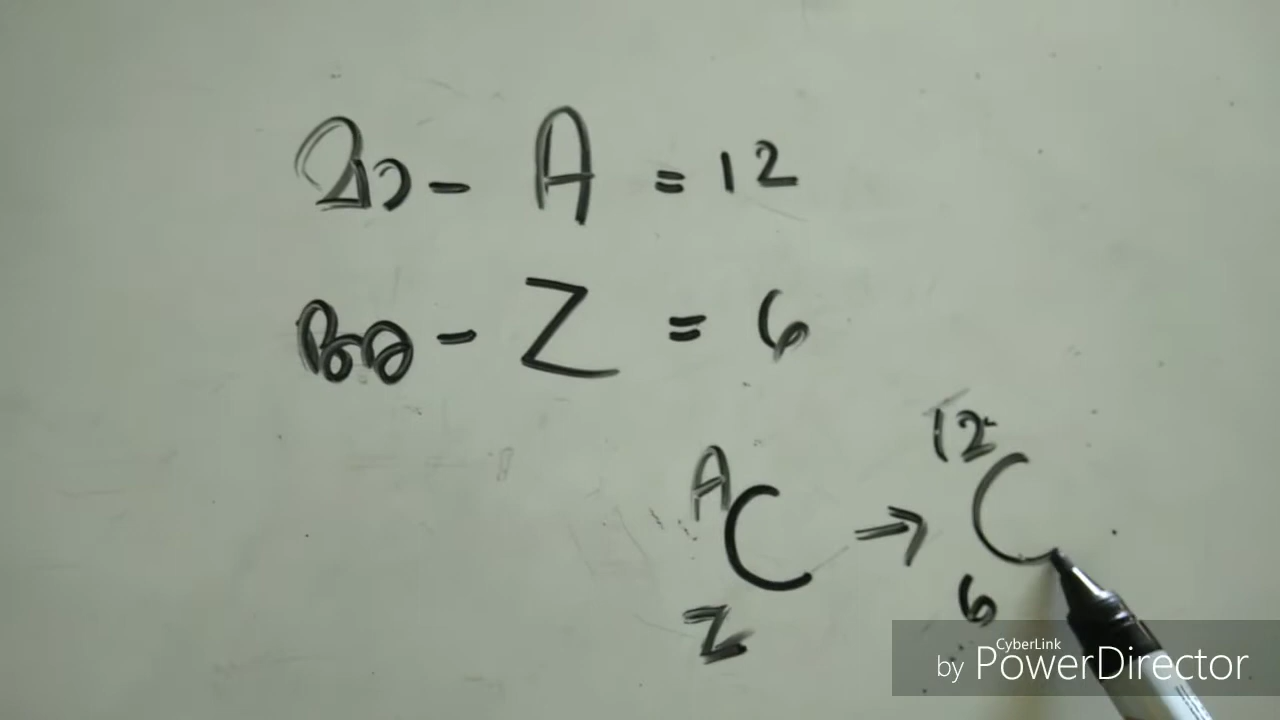 മാ - A = 12
ആ - Z = 6
A
C
Z
→
12
C
6
CyberLink
by PowerDirector